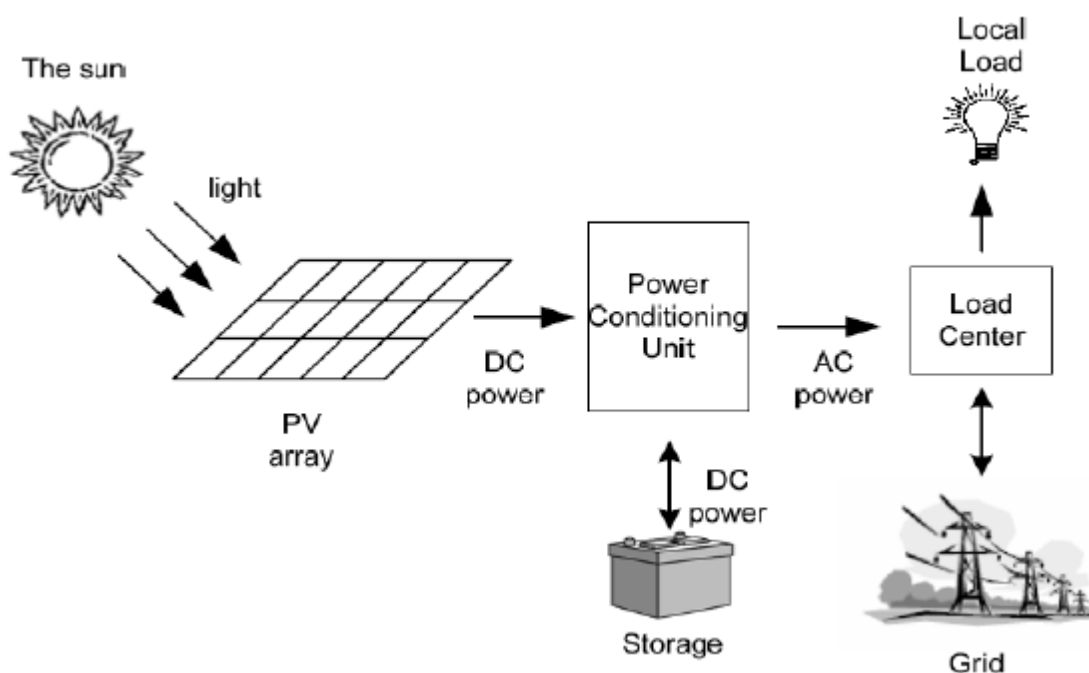 The sun
light
PV
array
DC
power
Power
Conditioning
Unit
DC
power
Storage
AC
power
Local
Load
Load
Center
Grid